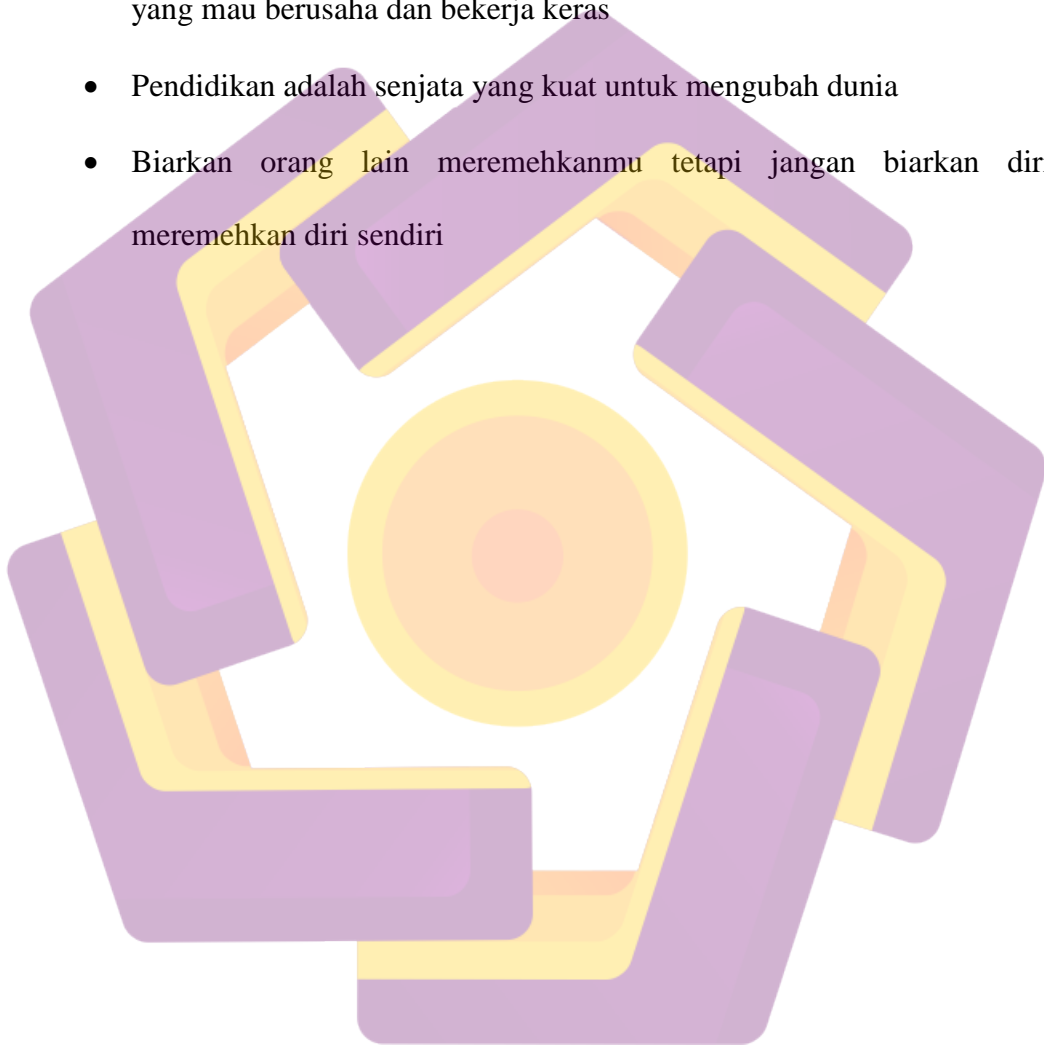 yang mau berusaha dan bekerja keras
• Pendidikan adalah senjata yang kuat untuk mengubah dunia
• Biarkan orang lain meremehkanmu tetapi jangan biarkan diri
meremehkan diri sendiri